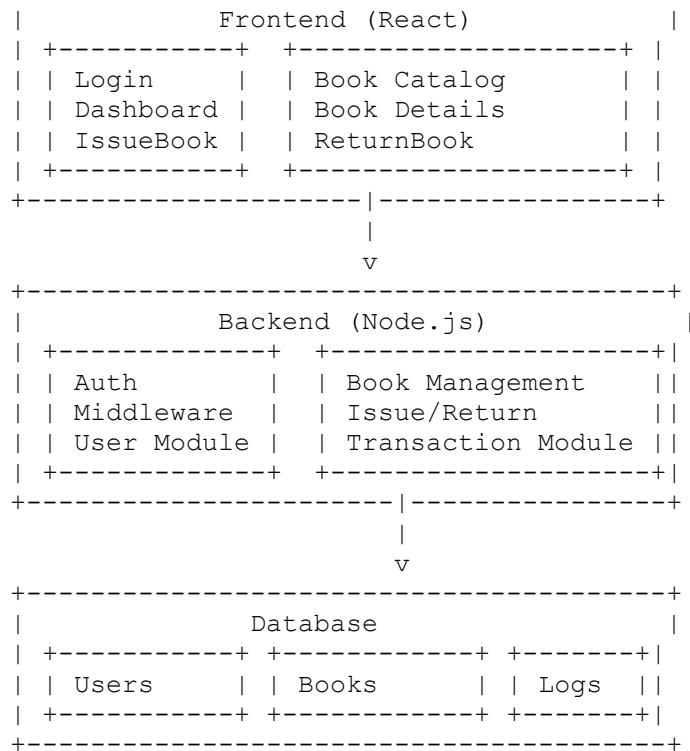 |            Frontend (React)            |
| +-----------+  +--------------------+ |
| | Login     |  | Book Catalog       | |
| | Dashboard |  | Book Details       | |
| | IssueBook |  | ReturnBook         | |
| +-----------+  +--------------------+ |
+---------------------|-----------------+
                      |
                      v
+----------------------------------------+
|            Backend (Node.js)            |
| +-------------+  +--------------------+|
| | Auth        |  | Book Management    ||
| | Middleware  |  | Issue/Return       ||
| | User Module |  | Transaction Module ||
| +-------------+  +--------------------+|
+-----------------------|----------------+
                        |
                        v
+----------------------------------------+
|              Database                  |
| +-----------+ +------------+ +-------+|
| | Users     | | Books      | | Logs  ||
| +-----------+ +------------+ +-------+|
+----------------------------------------+